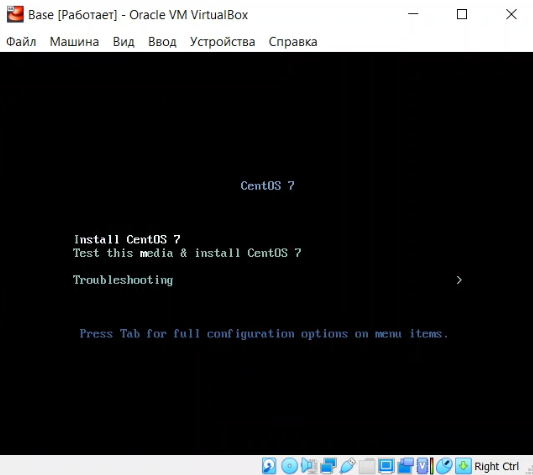 Base [Работает] - Oracle VM VirtualBox
Файл Машина Вид Ввод Устройства Справка
CentOS 7
Install CentOS 7
Test this media & install CentOS 7
Troubleshooting >
Press Tab for full configuration options on menu items.
Right Ctrl